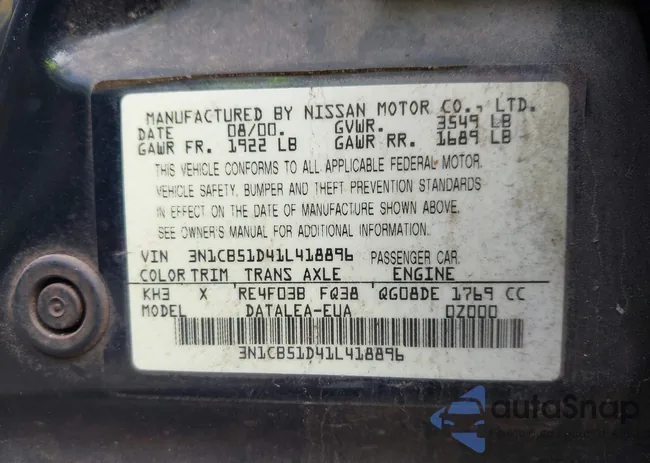 MANUFACTURED BY NISSAN MOTOR CO., LTD.
DATE 08/00. GVWR. 3549 LB
GAWR FR. 1922 LB GAWR RR. 1689 LB
THIS VEHICLE CONFORMS TO ALL APPLICABLE FEDERAL MOTOR
VEHICLE SAFETY, BUMPER AND THEFT PREVENTION STANDARDS
IN EFFECT ON THE DATE OF MANUFACTURE SHOWN ABOVE.
SEE OWNER'S MANUAL FOR ADDITIONAL INFORMATION.
VIN 3N1CB51D41L418896 PASSENGER CAR.
COLOR TRIM TRANS AXLE ENGINE
KH3 X RE4F03B FQ38 QG08DE 1769 CC
MODEL DATALEA-EUA 0Z000
3N1CB51D41L418896
autoSnap